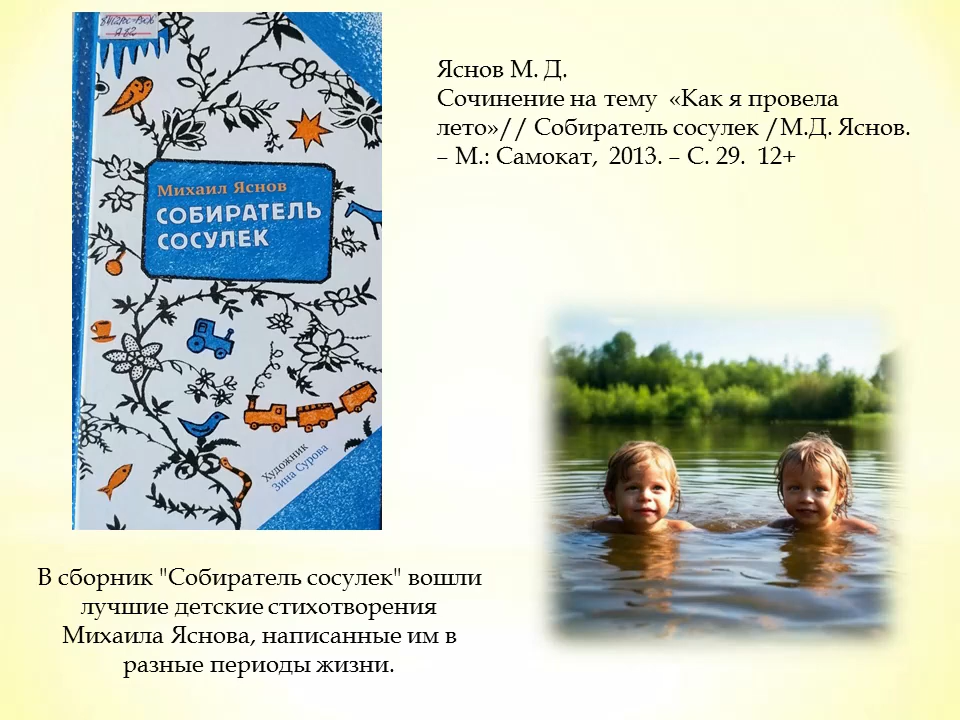 Михаил Яснов
СОБИРАТЕЛЬ
СОСУЛЕК
Художник
Зина Сурова
Яснов М. Д.
Сочинение на тему «Как я провела
лето»// Собиратель сосулек /М.Д. Яснов.
– М.: Самокат, 2013. – С. 29. 12+
В сборник "Собиратель сосулек" вошли
лучшие детские стихотворения
Михаила Яснова, написанные им в
разные периоды жизни.